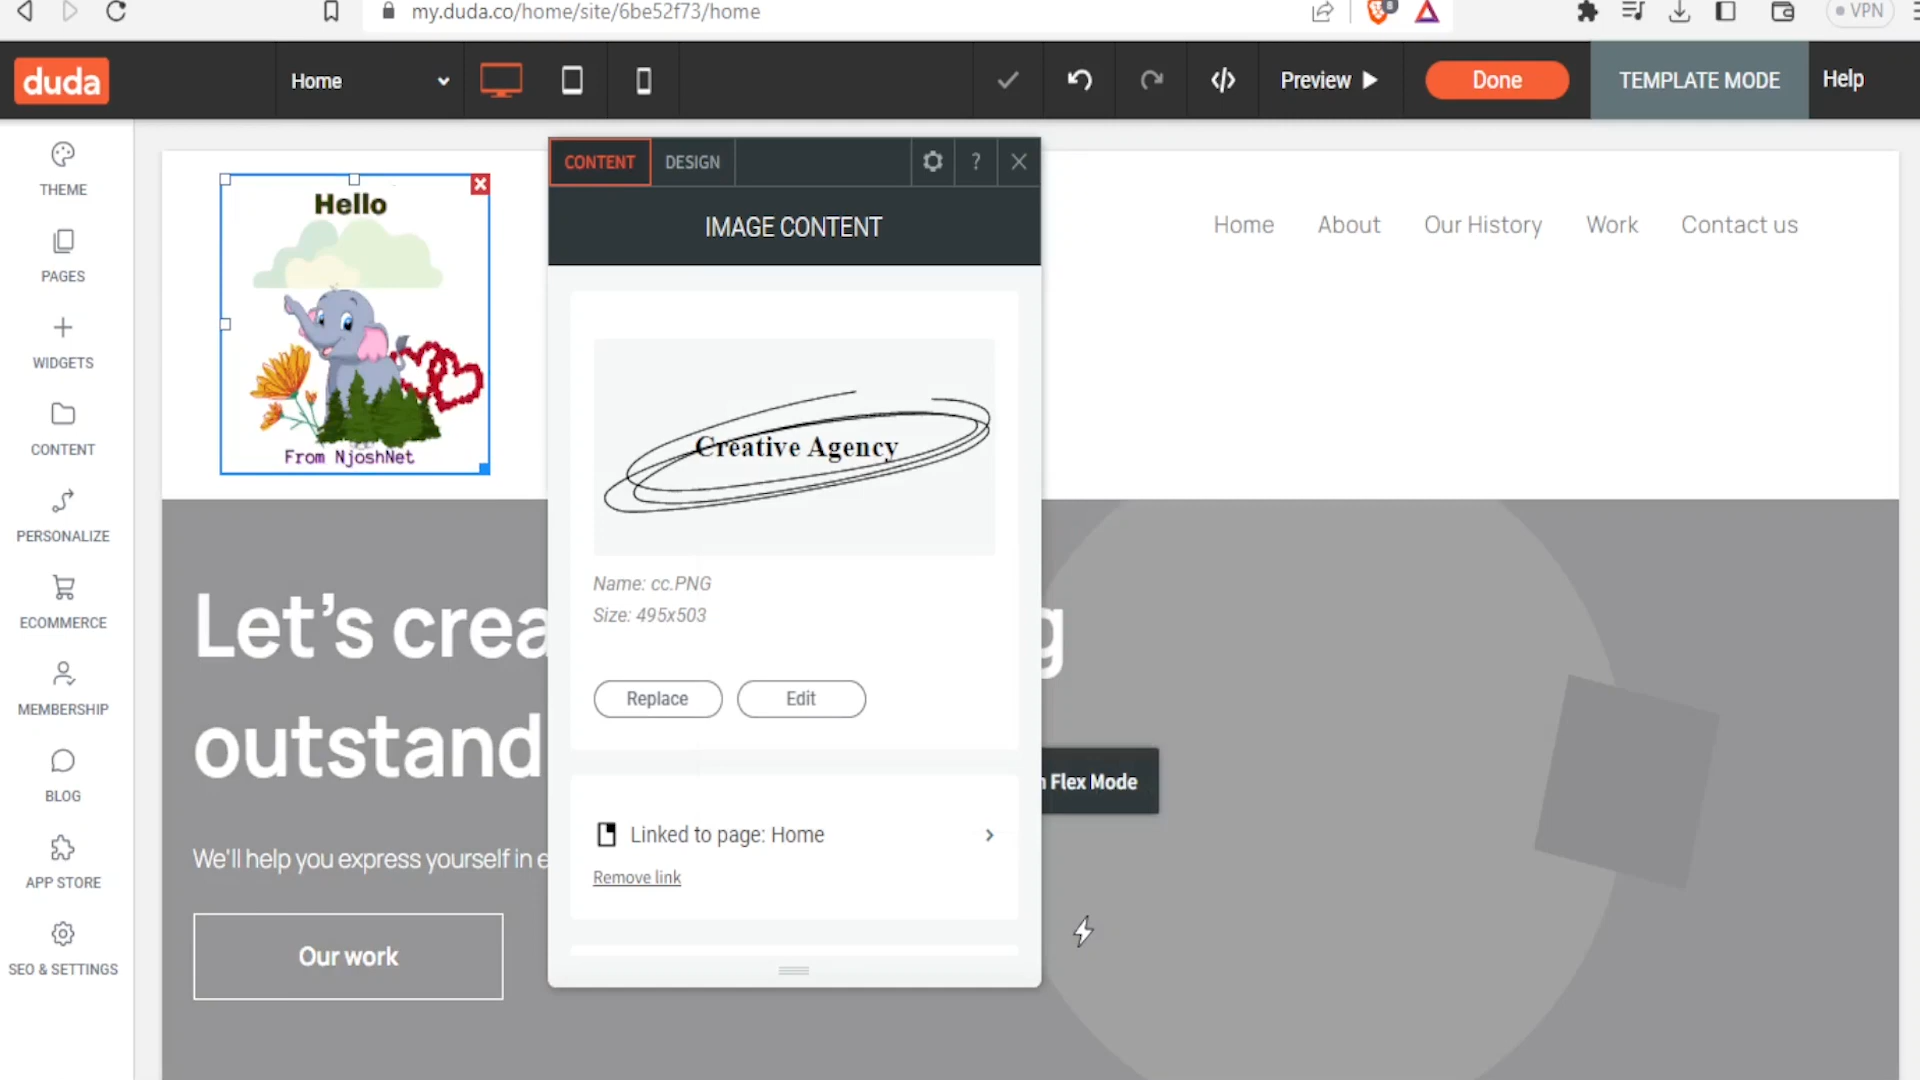 my.duda.co/home/site/6be52f73/home
8
VPN
duda
Home
Preview
Done
TEMPLATE MODE
Help
THEME
PAGES
WIDGETS
CONTENT
PERSONALIZE
ECOMMERCE
MEMBERSHIP
BLOG
APP STORE
SEO & SETTINGS
Hello
From NjoshNet
CONTENT
DESIGN
?
IMAGE CONTENT
Creative Agency
Name: cc.PNG
Size: 495x503
Replace
Edit
Linked to page: Home
Remove link
Home
About
Our History
Work
Contact us
Let's crea
g
outstand
Flex Mode
We'll help you express yourself in e
Our work